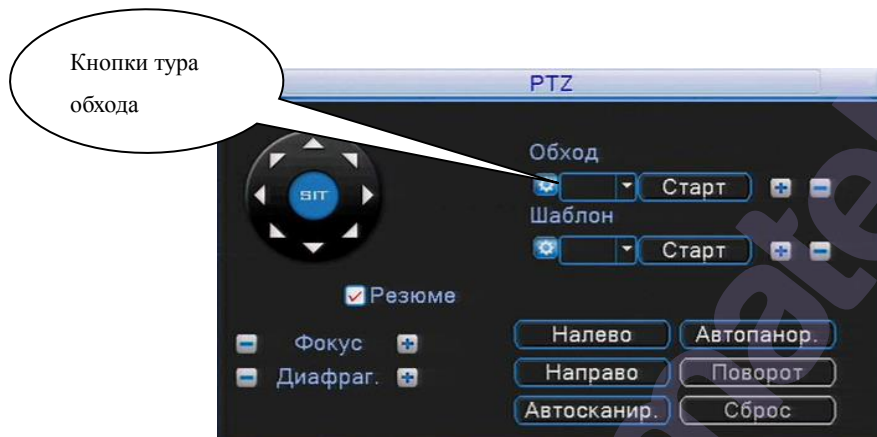 Кнопки тура
обхода
PTZ
Обход
Старт
Шаблон
Старт
SIT
Резюме
Фокус
Диафраг.
Налево
Автопанор.
Направо
Поворот
Автосканир.
Сброс